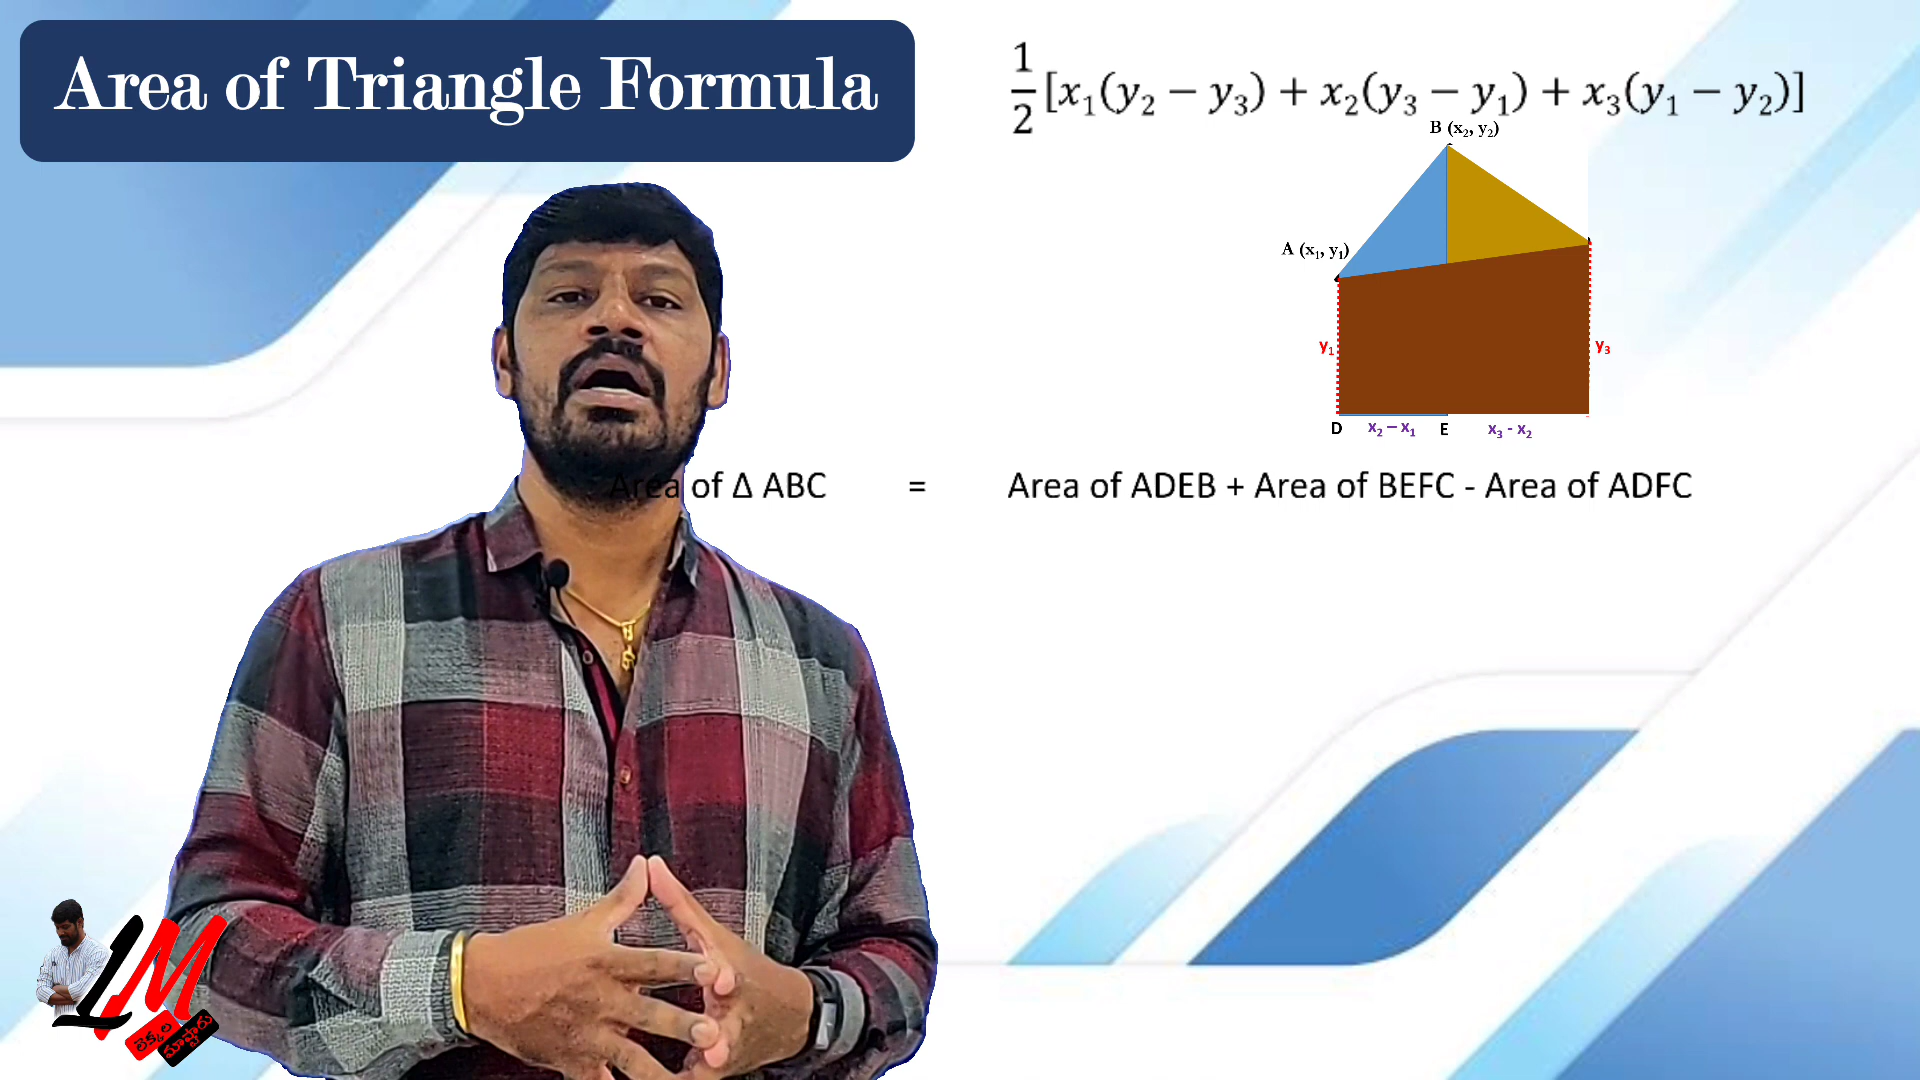 Area of Triangle Formula
1/2 [x₁(y₂ − y₃) + x₂(y₃ − y₁) + x₃(y₁ − y₂)]
B (x₂, y₂)
A (x₁, y₁)
y₁
y₃
D
x₂ − x₁
E
x₃ - x₂
Area of Δ ABC = Area of ADEB + Area of BEFC - Area of ADFC
LM
లెక్కల
మాష్టారు